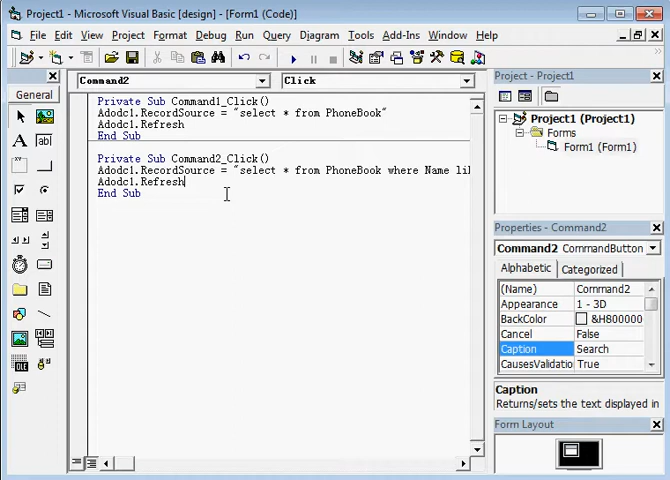 Project1 - Microsoft Visual Basic [design] - [Form1 (Code)]
File Edit View Project Format Debug Run Query Diagram Tools Add-Ins Window Help
General
Command2
Click
Private Sub Command1_Click()
Adodc1.RecordSource = "select * from PhoneBook"
Adodc1.Refresh
End Sub
Private Sub Command2_Click()
Adodc1.RecordSource = "select * from PhoneBook where Name li
Adodc1.Refresh
End Sub
Project - Project1
Project1 (Project1)
Forms
Form1 (Form1)
Properties - Command2
Command2 CommandButton
Alphabetic Categorized
(Name) Command2
Appearance 1 - 3D
BackColor &H800000
Cancel False
Caption Search
CausesValidatio True
Caption
Returns/sets the text displayed in
Form Layout